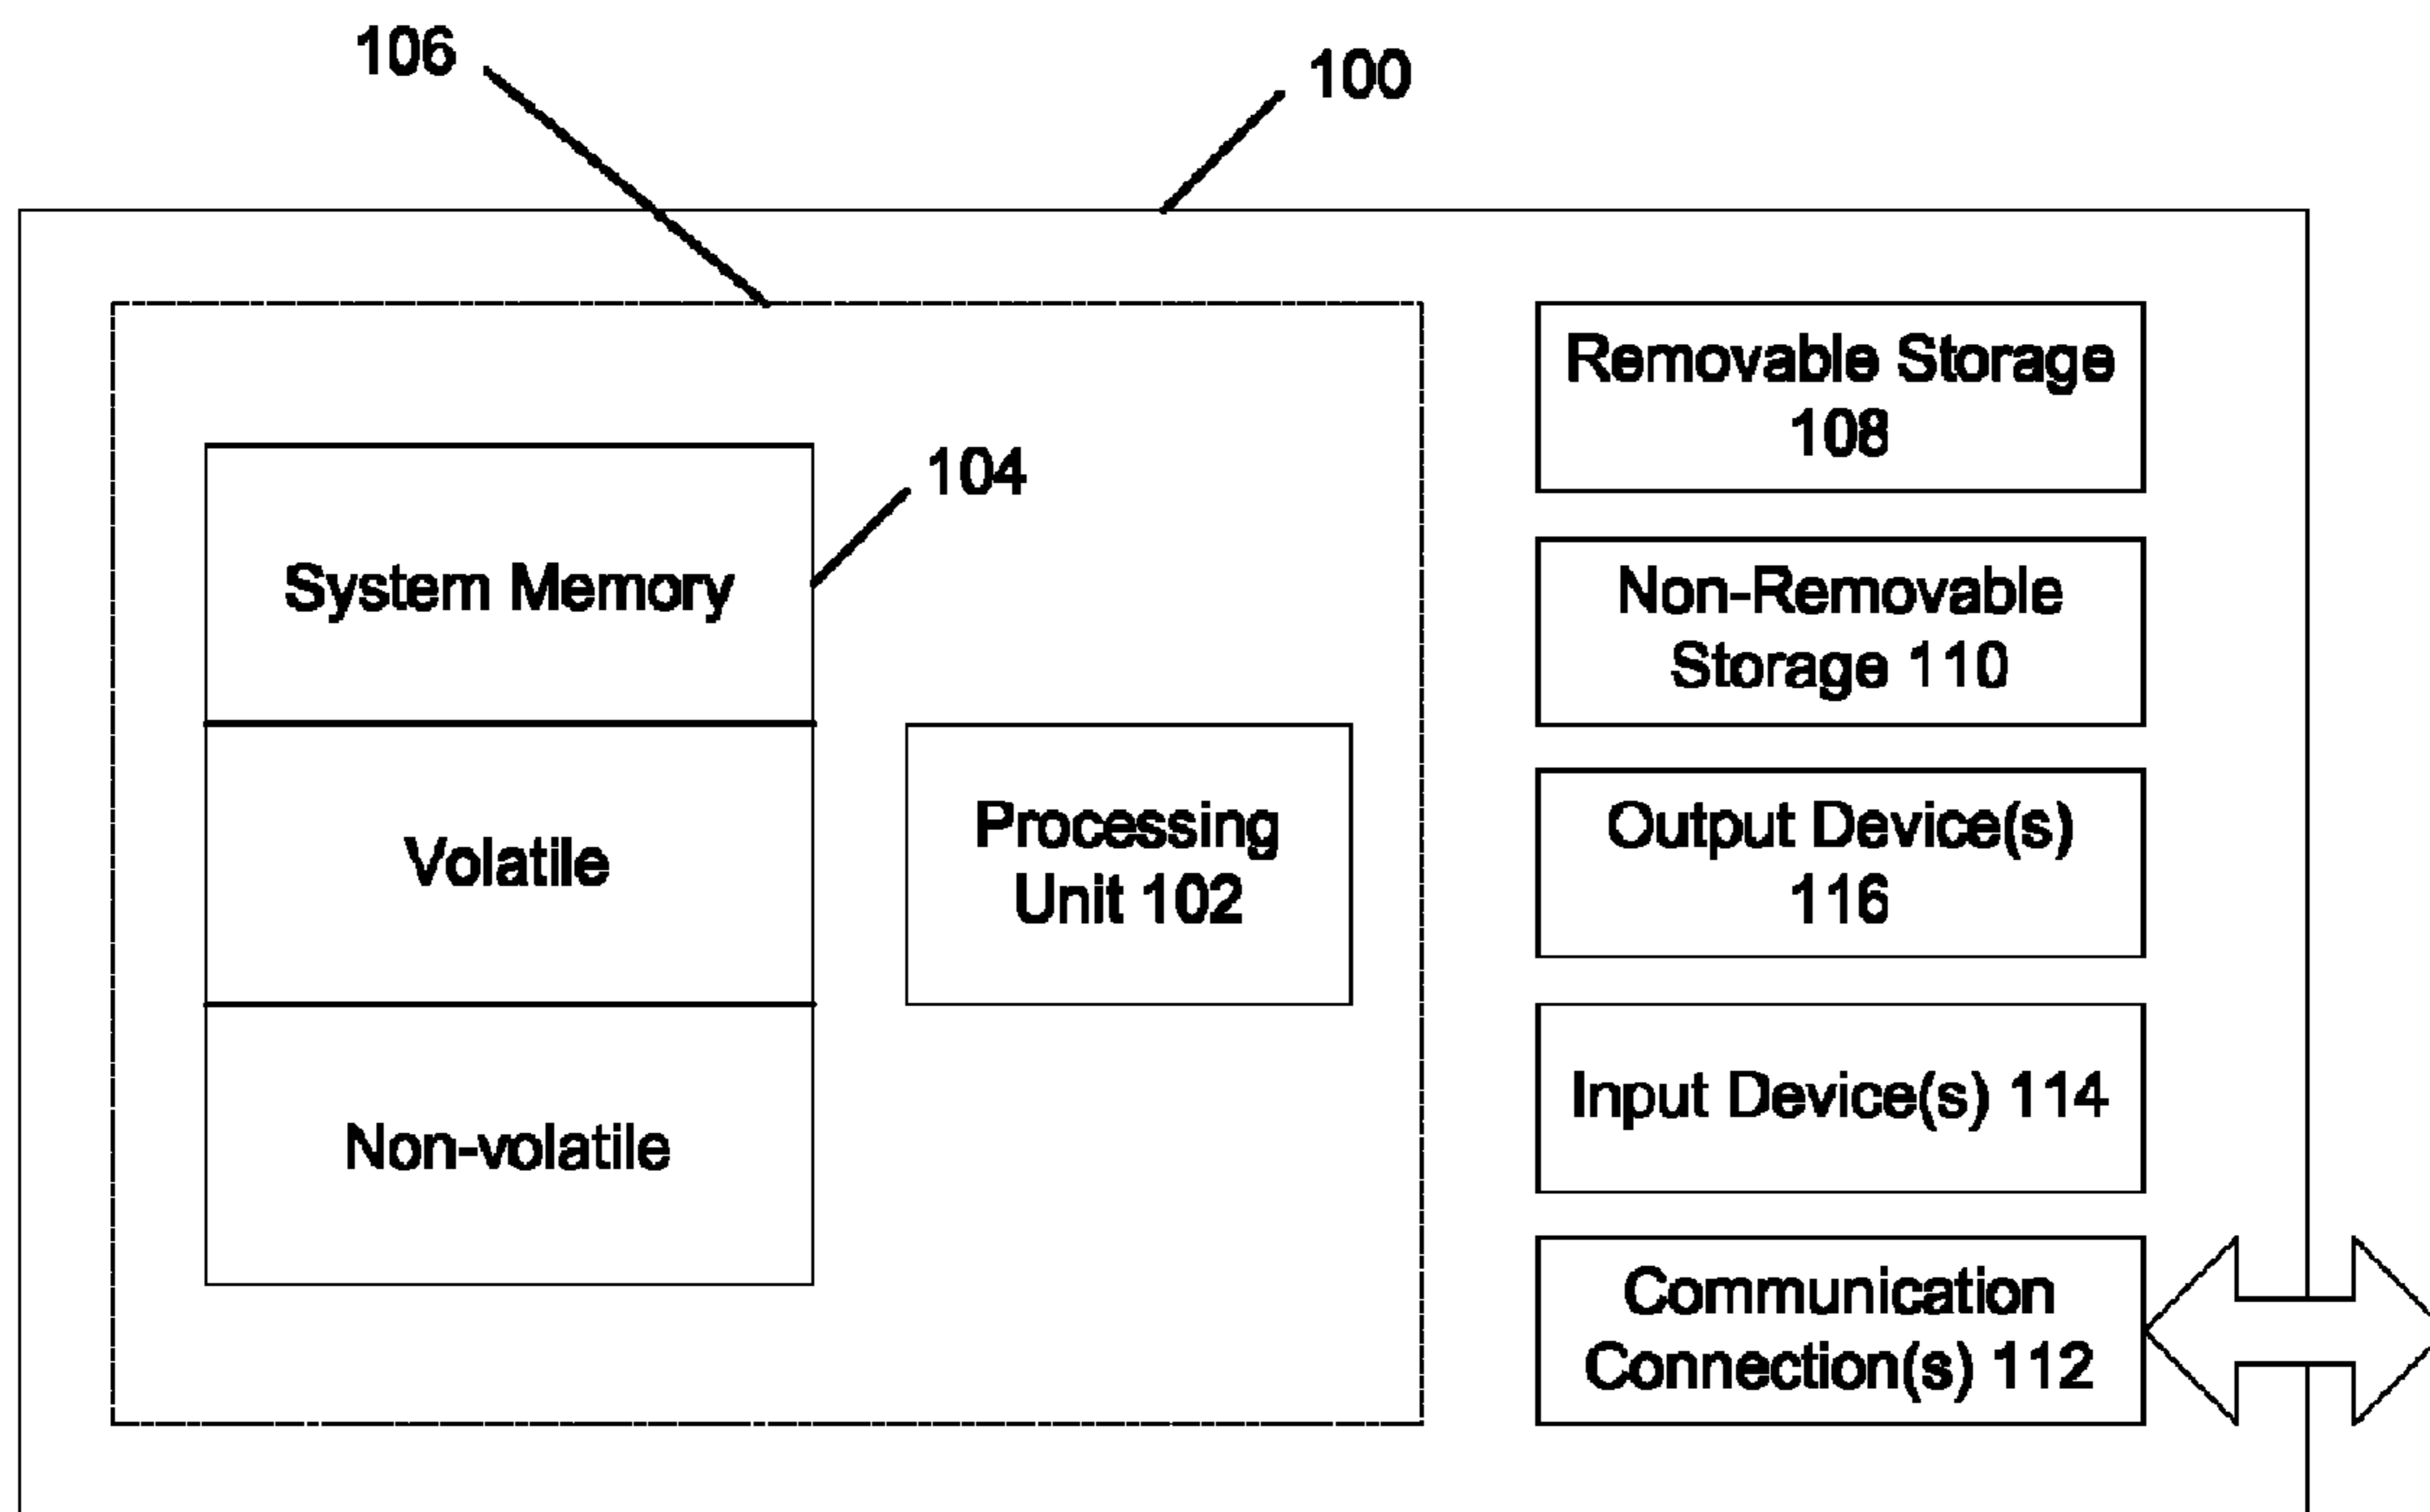 106
100
Removable Storage
108
104
System Memory
Non-Removable
Storage 110
Volatile
Processing
Unit 102
Output Device(s)
116
Non-volatile
Input Device(s) 114
Communication
Connection(s) 112